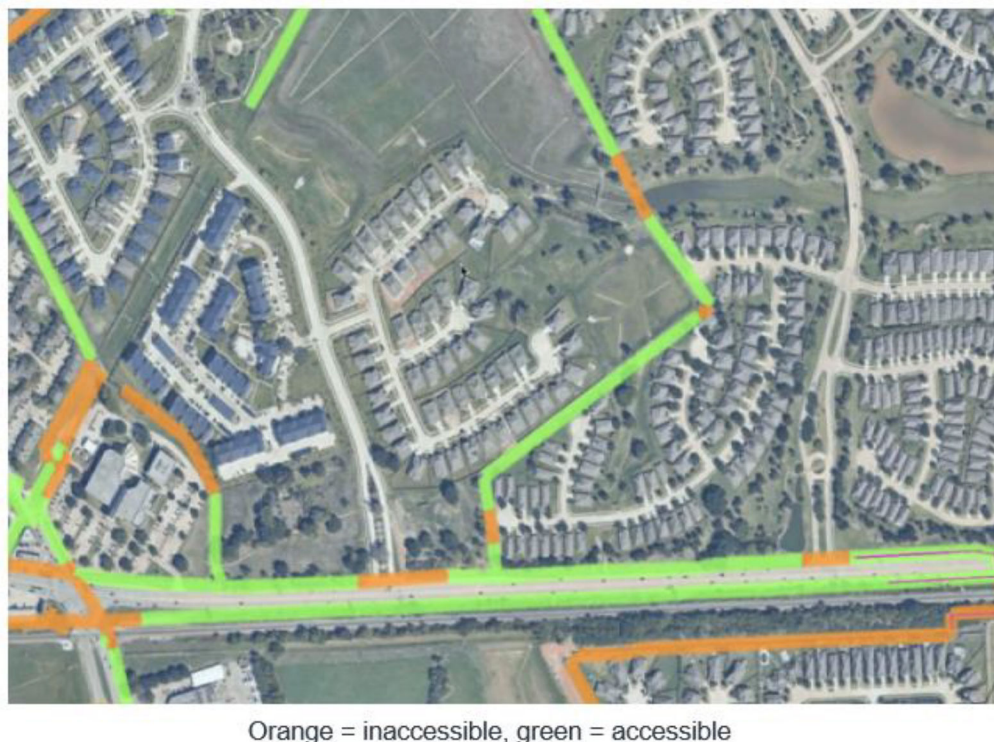 Orange = inaccessible, green = accessible